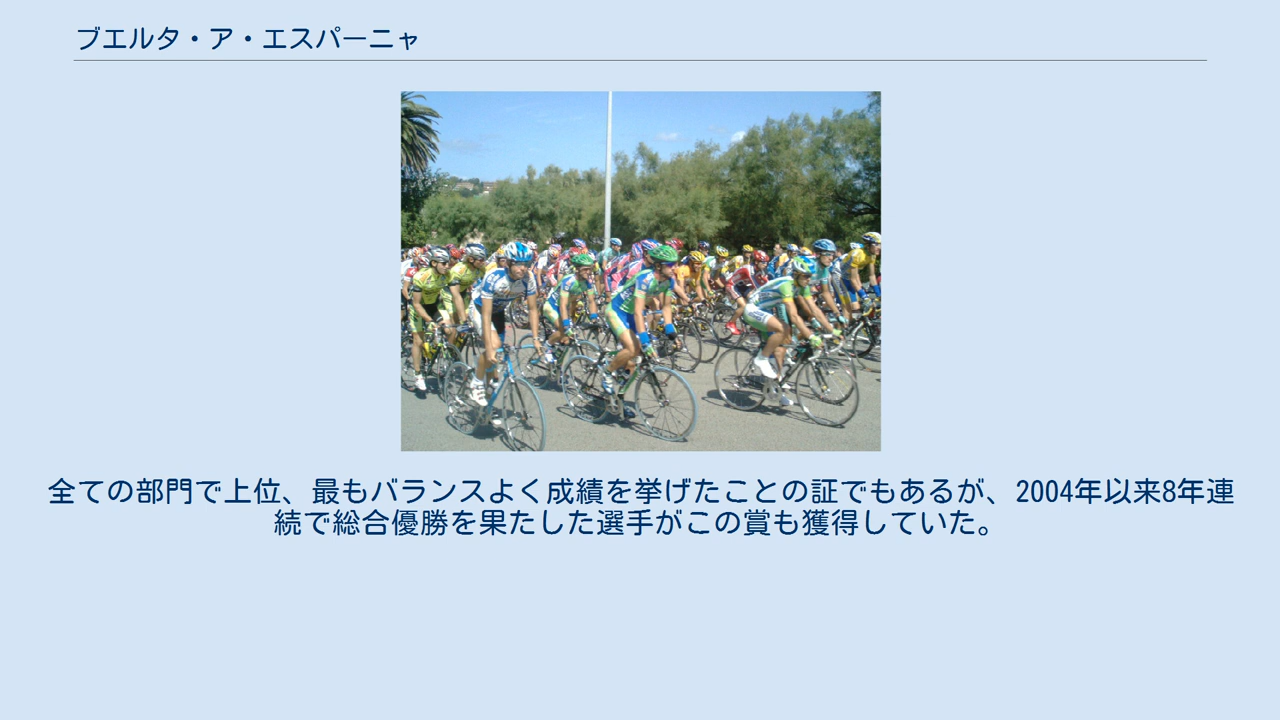 ブエルタ・ア・エスパーニャ
全ての部門で上位、最もバランスよく成績を挙げたことの証でもあるが、2004年以来8年連
続で総合優勝を果たした選手がこの賞も獲得していた。